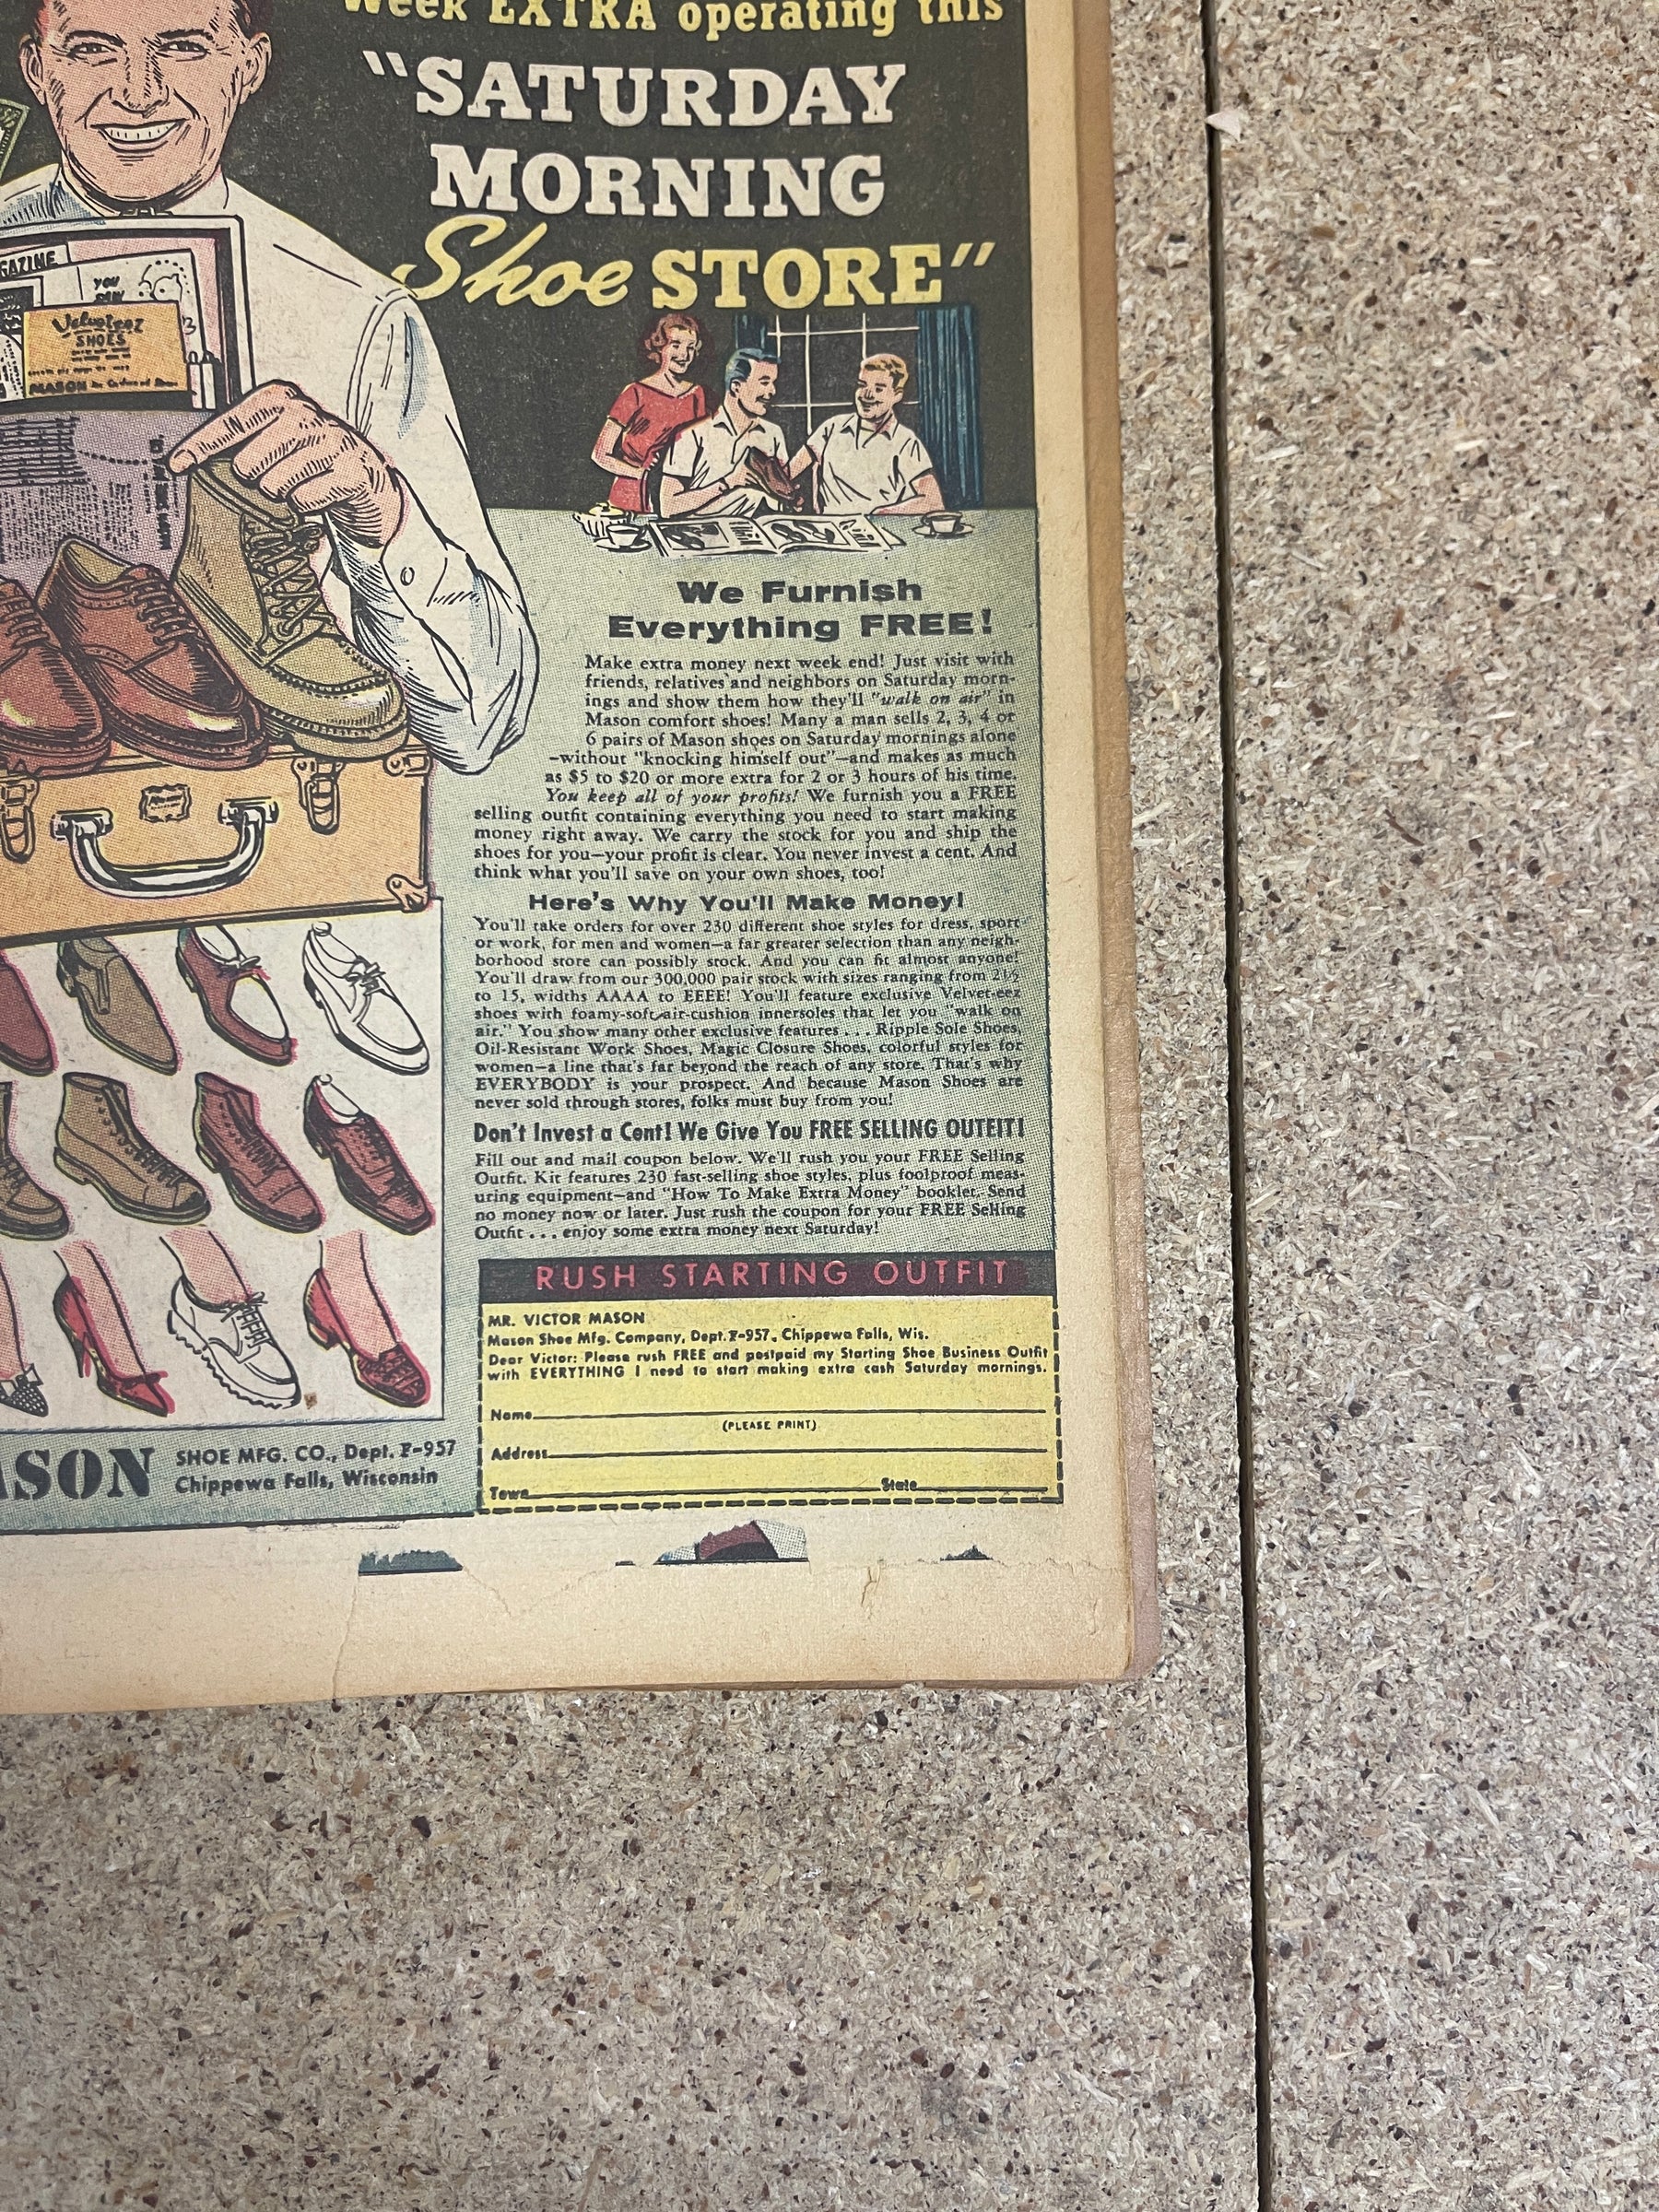 Week EXTRA operating this
"SATURDAY
MORNING
Shoe STORE"
GAZINE
YOU
Velvet-eez
SHOES
MASON
We Furnish
Everything FREE!
Make extra money next week end! Just visit with
friends, relatives and neighbors on Saturday morn-
ings and show them how they'll "walk on air" in
Mason comfort shoes! Many a man sells 2, 3, 4 or
6 pairs of Mason shoes on Saturday mornings alone
—without "knocking himself out"—and makes as much
as $5 to $20 or more extra for 2 or 3 hours of his time.
You keep all of your profits! We furnish you a FREE
selling outfit containing everything you need to start making
money right away. We carry the stock for you and ship the
shoes for you—your profit is clear. You never invest a cent. And
think what you'll save on your own shoes, too!
Here's Why You'll Make Money!
You'll take orders for over 230 different shoe styles for dress, sport
or work, for men and women—a far greater selection than any neigh-
borhood store can possibly stock. And you can fit almost anyone!
You'll draw from our 300,000 pair stock with sizes ranging from 2½
to 15, widths AAAA to EEEE! You'll feature exclusive Velvet-eez
shoes with foamy-soft air-cushion innersoles that let you "walk on
air." You show many other exclusive features . . . Ripple Sole Shoes,
Oil-Resistant Work Shoes, Magic Closure Shoes, colorful styles for
women—a line that's far beyond the reach of any store. That's why
EVERYBODY is your prospect. And because Mason Shoes are
never sold through stores, folks must buy from you!
Don't Invest a Cent! We Give You FREE SELLING OUTFIT!
Fill out and mail coupon below. We'll rush you your FREE Selling
Outfit. Kit features 230 fast-selling shoe styles, plus foolproof meas-
uring equipment—and "How To Make Extra Money" booklet. Send
no money now or later. Just rush the coupon for your FREE Selling
Outfit . . . enjoy some extra money next Saturday!
RUSH STARTING OUTFIT
MR. VICTOR MASON
Mason Shoe Mfg. Company, Dept. F-957, Chippewa Falls, Wis.
Dear Victor: Please rush FREE and postpaid my Starting Shoe Business Outfit
with EVERYTHING I need to start making extra cash Saturday mornings.
Name
(PLEASE PRINT)
Address
Town State
ASON SHOE MFG. CO., Dept. F-957
Chippewa Falls, Wisconsin